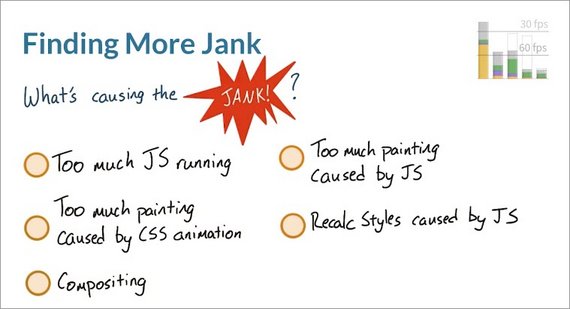 Finding More Jank
30 fps
60 fps
What's causing the JANK! ?
Too much JS running
Too much painting
caused by CSS animation
Compositing
Too much painting
caused by JS
Recalc Styles caused by JS